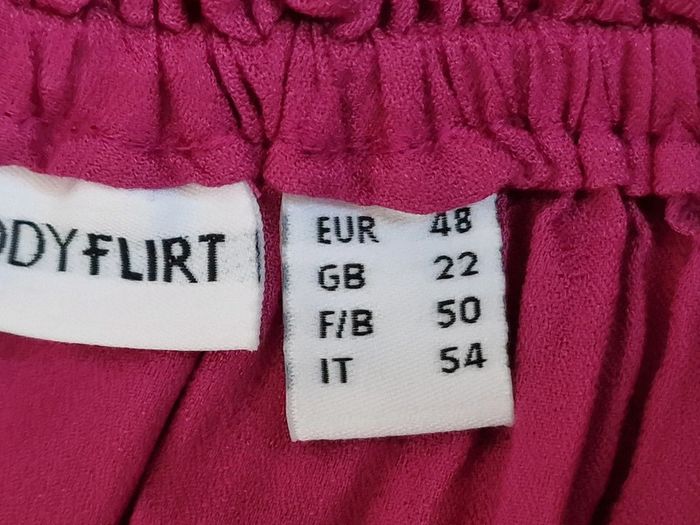 ODYFLIRT
EUR 48
GB 22
F/B 50
IT 54